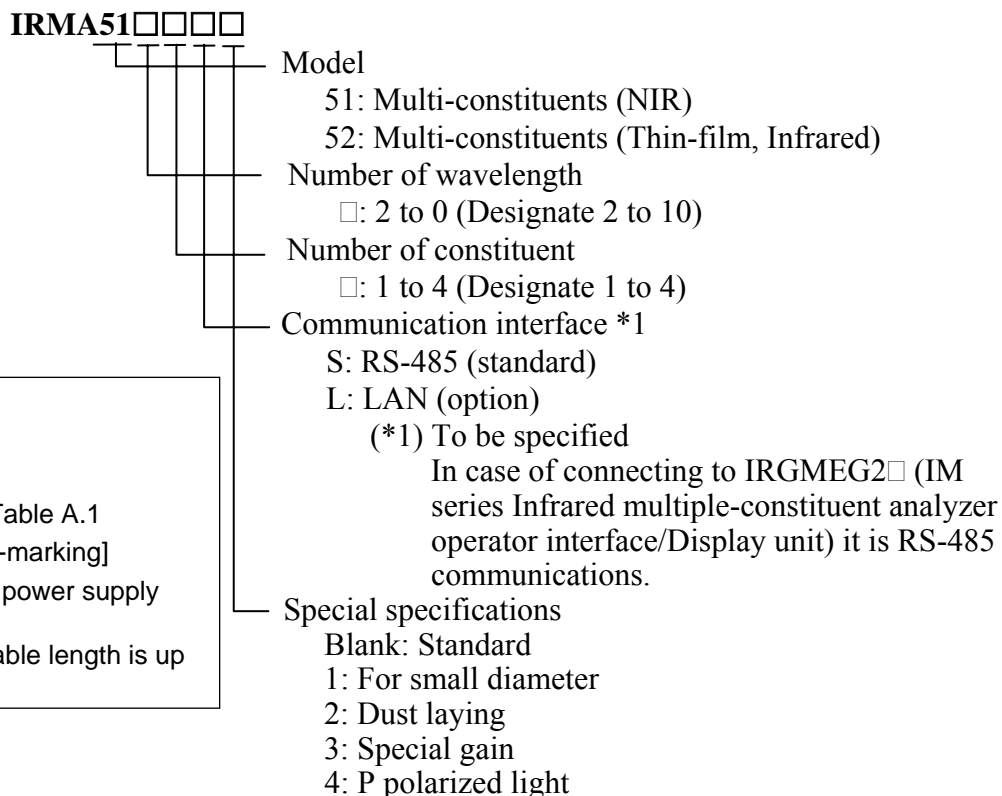 IRMA51□□□□
Model
51: Multi-constituents (NIR)
52: Multi-constituents (Thin-film, Infrared)
Number of wavelength
□: 2 to 0 (Designate 2 to 10)
Number of constituent
□: 1 to 4 (Designate 1 to 4)
Communication interface *1
S: RS-485 (standard)
L: LAN (option)
(*1) To be specified
In case of connecting to IRGMEG2□ (IM
series Infrared multiple-constituent analyzer
operator interface/Display unit) it is RS-485
communications.
Special specifications
Blank: Standard
1: For small diameter
2: Dust laying
3: Special gain
4: P polarized light
Table A.1
-marking]
power supply
able length is up